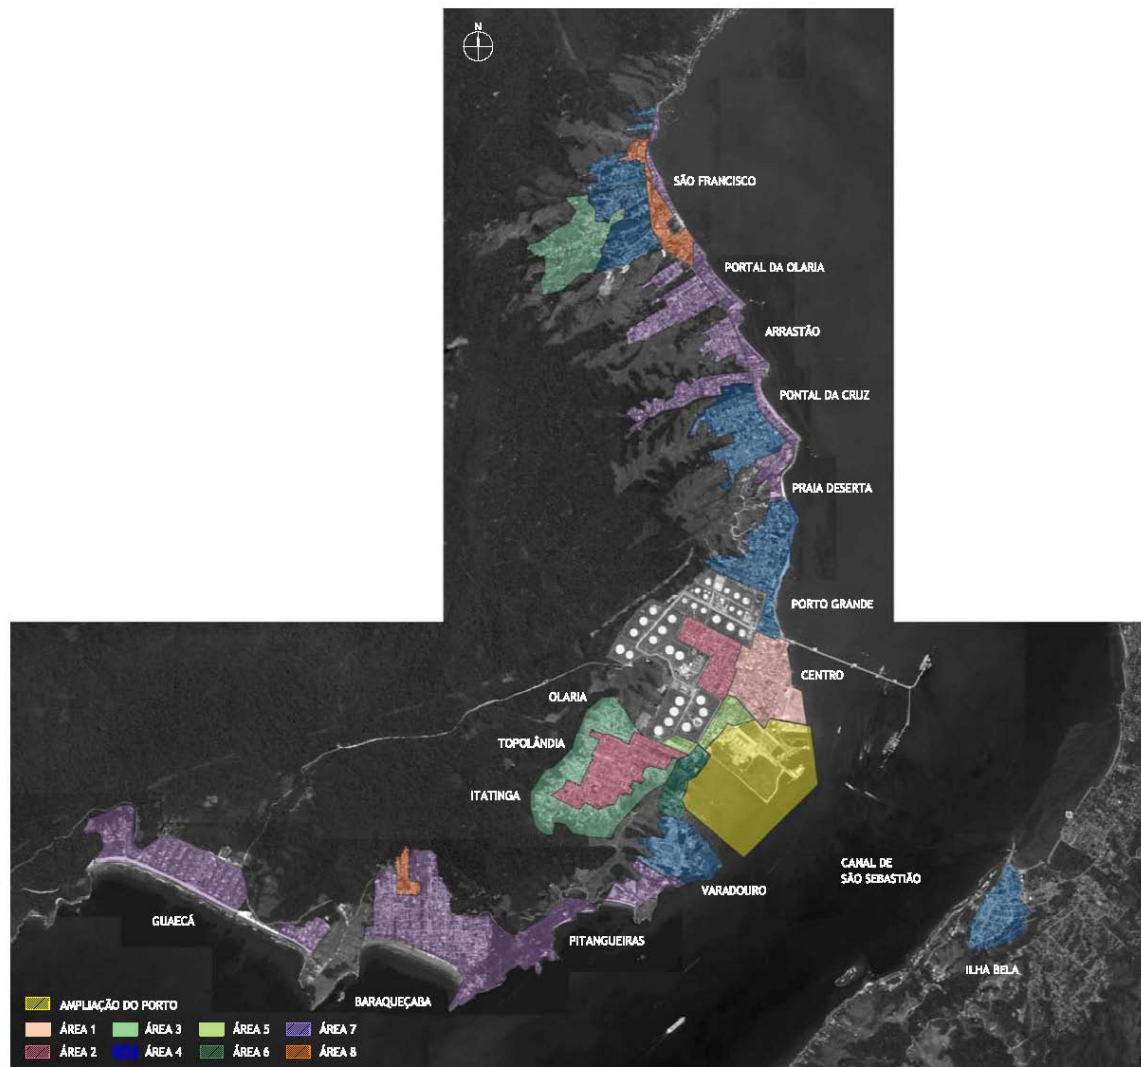 N
SÃO FRANCISCO
PORTAL DA OLARIA
ARRASTÃO
PONTAL DA CRUZ
PRAIA DESERTA
PORTO GRANDE
CENTRO
OLARIA
TOPOLÂNDIA
ITATINGA
CANAL DE
SÃO SEBASTIÃO
VARADOURO
GUAECÁ
PITANGUEIRAS
ILHA BELA
BARAQUEÇABA
AMPLIAÇÃO DO PORTO
ÁREA 1 ÁREA 3 ÁREA 5 ÁREA 7
ÁREA 2 ÁREA 4 ÁREA 6 ÁREA 8